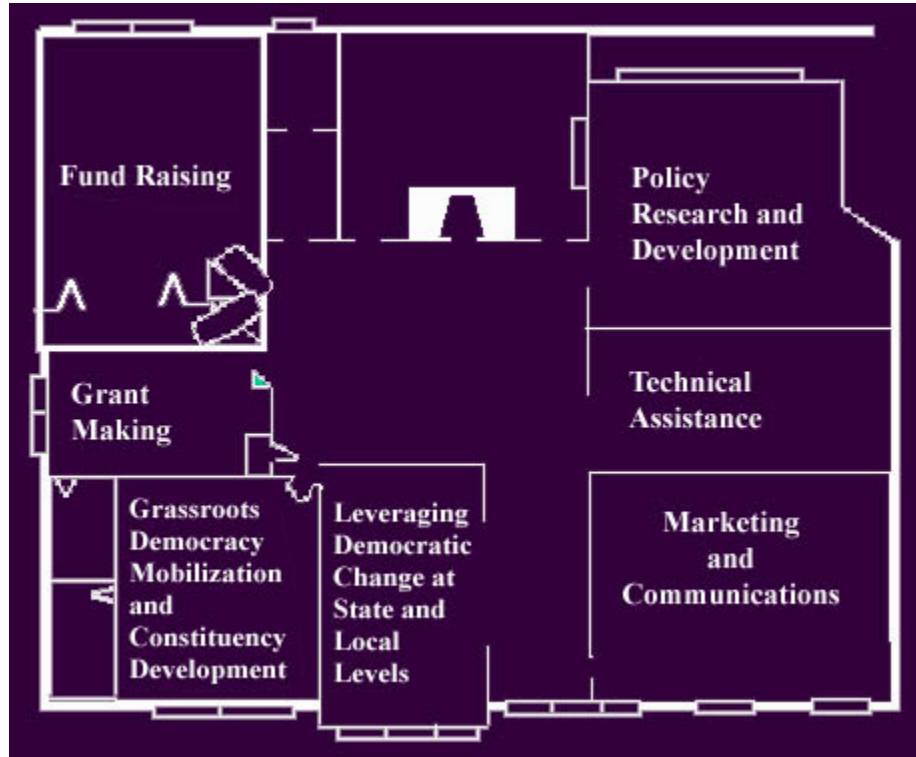 Fund Raising
Policy
Research and
Development
Grant
Making
Technical
Assistance
Grassroots
Democracy
Mobilization
and
Constituency
Development
Leveraging
Democratic
Change at
State and
Local
Levels
Marketing
and
Communications